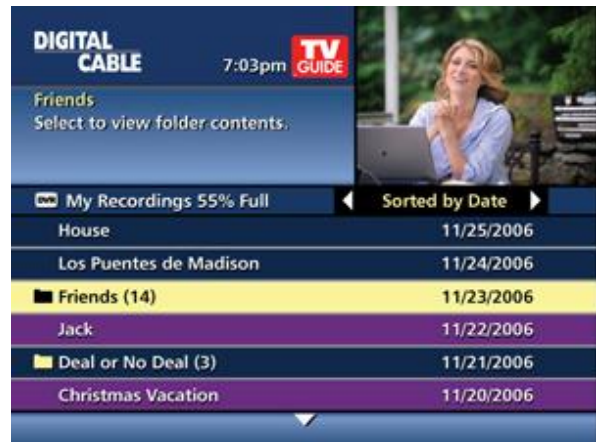 DIGITAL
CABLE
7:03pm TV
GUIDE
Friends
Select to view folder contents.
DVR My Recordings 55% Full Sorted by Date
House 11/25/2006
Los Puentes de Madison 11/24/2006
Friends (14) 11/23/2006
Jack 11/22/2006
Deal or No Deal (3) 11/21/2006
Christmas Vacation 11/20/2006